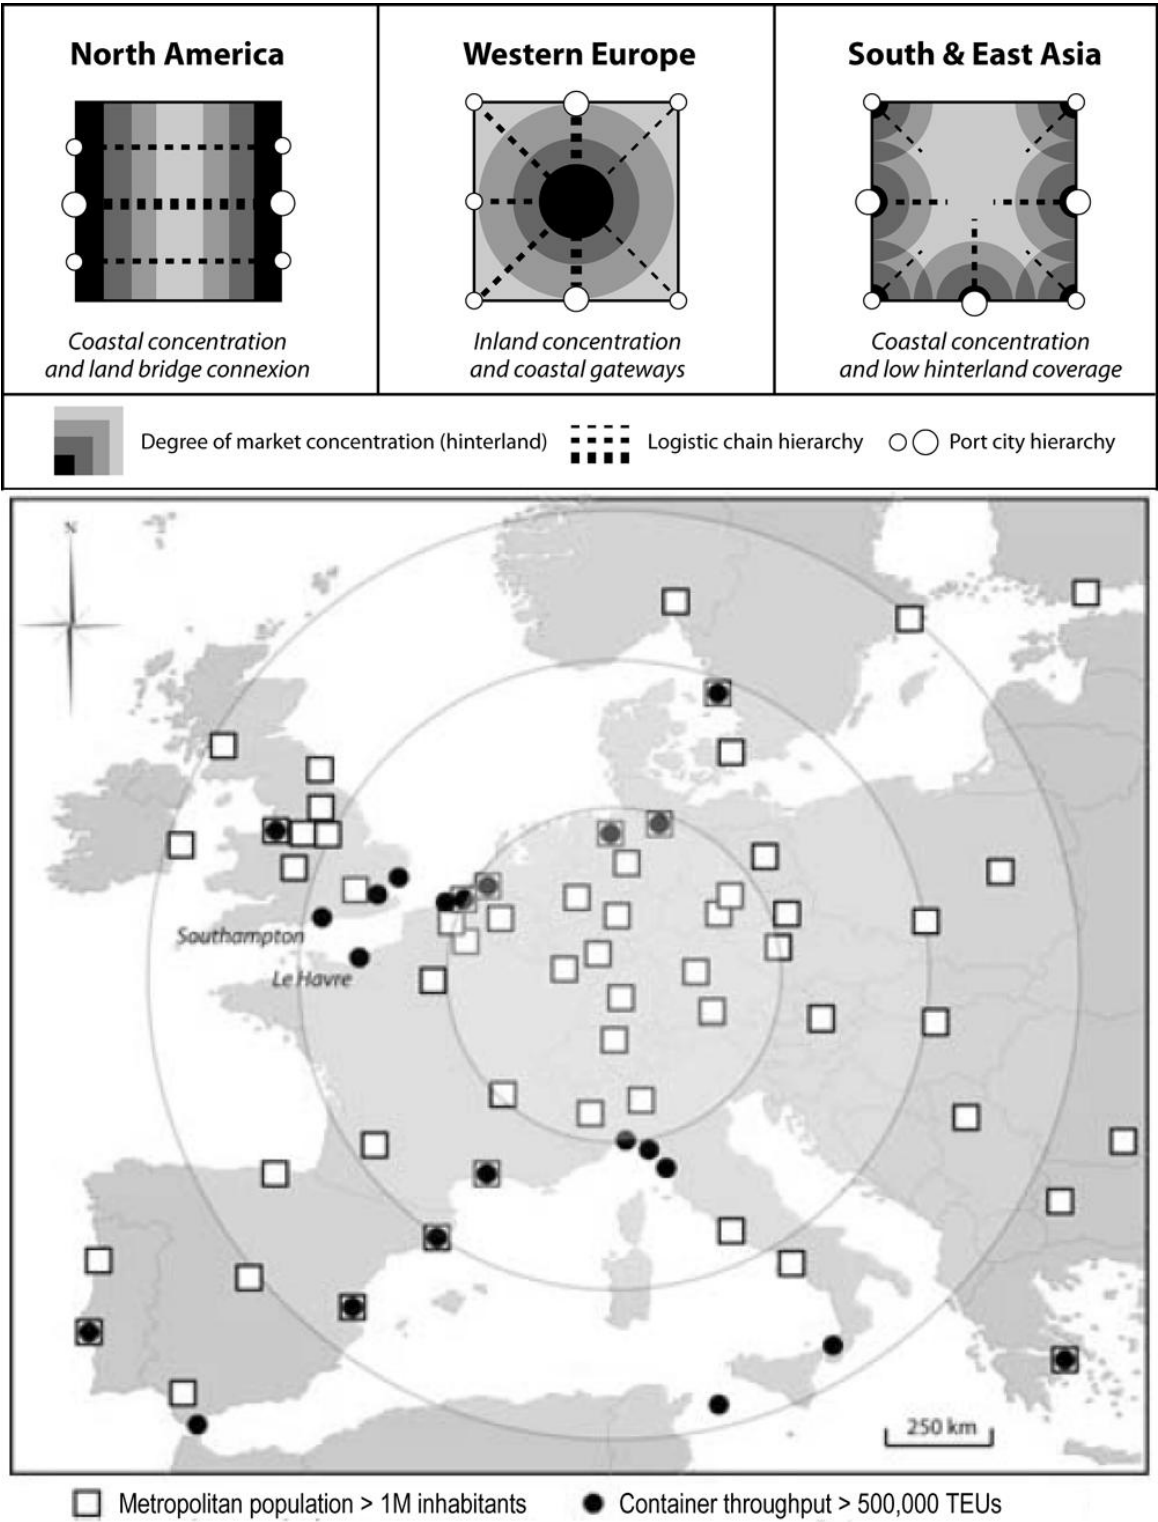 North America
Western Europe
South & East Asia
Coastal concentration
and land bridge connexion
Inland concentration
and coastal gateways
Coastal concentration
and low hinterland coverage
Degree of market concentration (hinterland)
Logistic chain hierarchy
Port city hierarchy
N
Southampton
Le Havre
250 km
Metropolitan population > 1M inhabitants
Container throughput > 500,000 TEUs